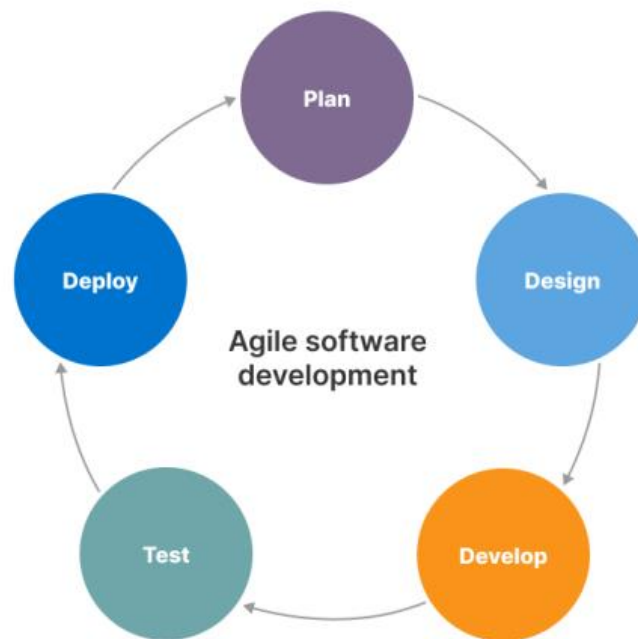 Plan
Design
Develop
Test
Deploy
Agile software
development